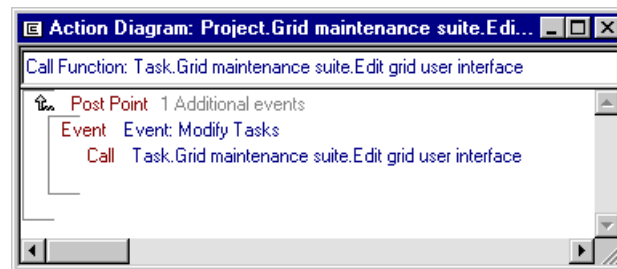 Action Diagram: Project.Grid maintenance suite.Edi...
Call Function: Task.Grid maintenance suite.Edit grid user interface
Post Point 1 Additional events
Event Event: Modify Tasks
Call Task.Grid maintenance suite.Edit grid user interface